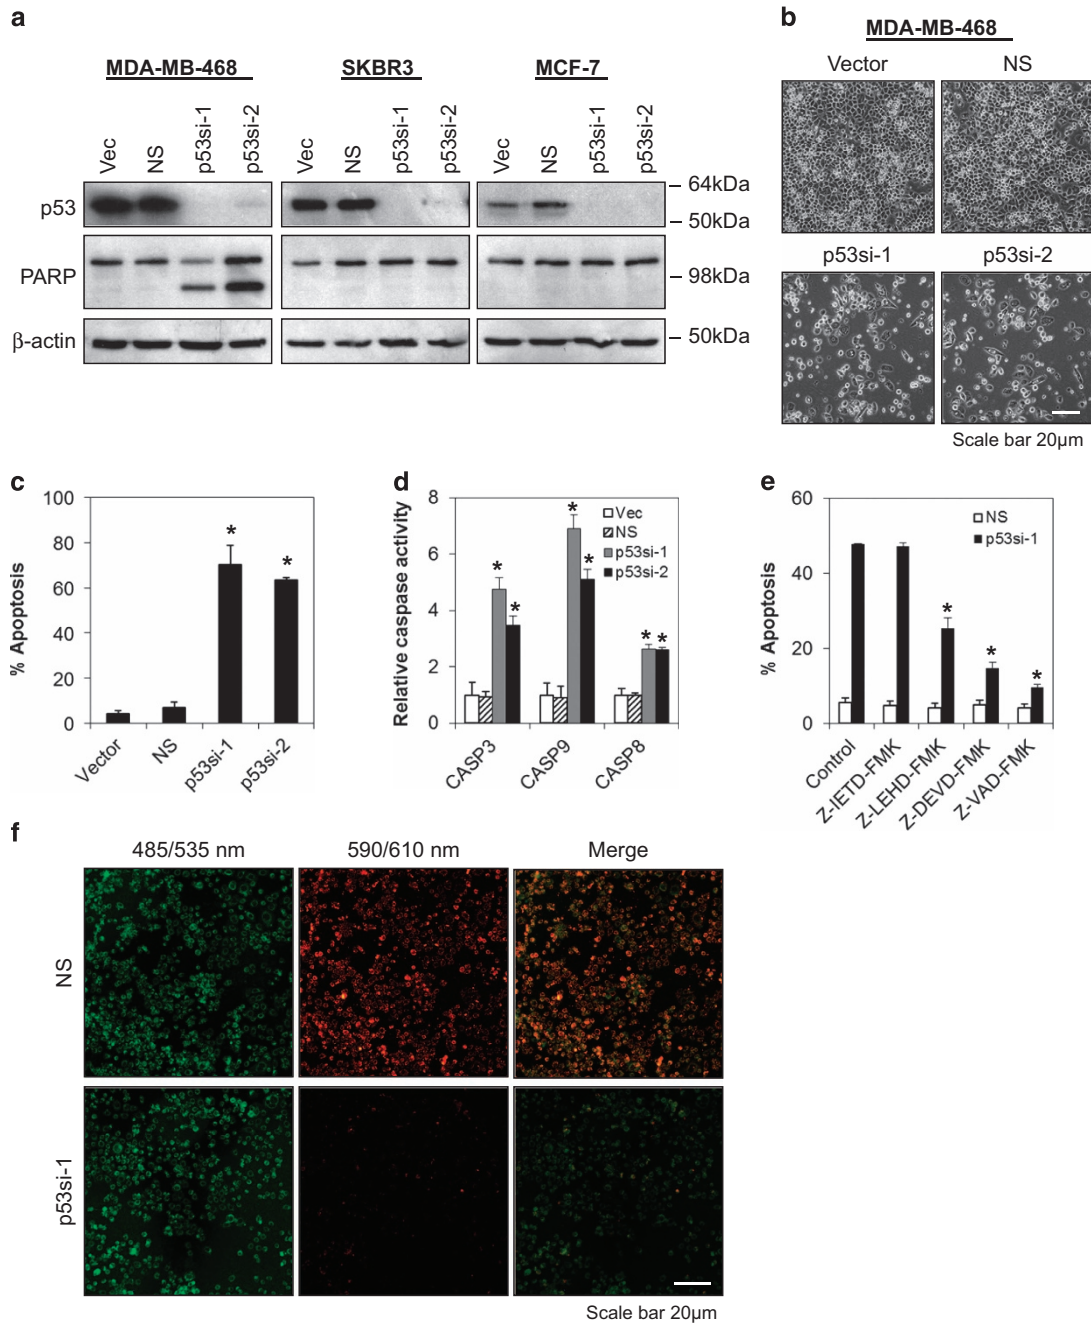 a
MDA-MB-468 SKBR3 MCF-7
Vec NS p53si-1 p53si-2 Vec NS p53si-1 p53si-2 Vec NS p53si-1 p53si-2
p53
– 64kDa
– 50kDa
PARP
– 98kDa
β-actin
– 50kDa
b
MDA-MB-468
Vector NS
p53si-1 p53si-2
Scale bar 20μm
c
% Apoptosis
100
80
60
40
20
0
* *
Vector NS p53si-1 p53si-2
d
Relative caspase activity
8
6
4
2
0
Vec
NS
p53si-1
p53si-2
* * * * * *
CASP3 CASP9 CASP8
e
% Apoptosis
60
40
20
0
NS
p53si-1
* * *
Control Z-IETD-FMK Z-LEHD-FMK Z-DEVD-FMK Z-VAD-FMK
f
485/535 nm 590/610 nm Merge
NS
p53si-1
Scale bar 20μm